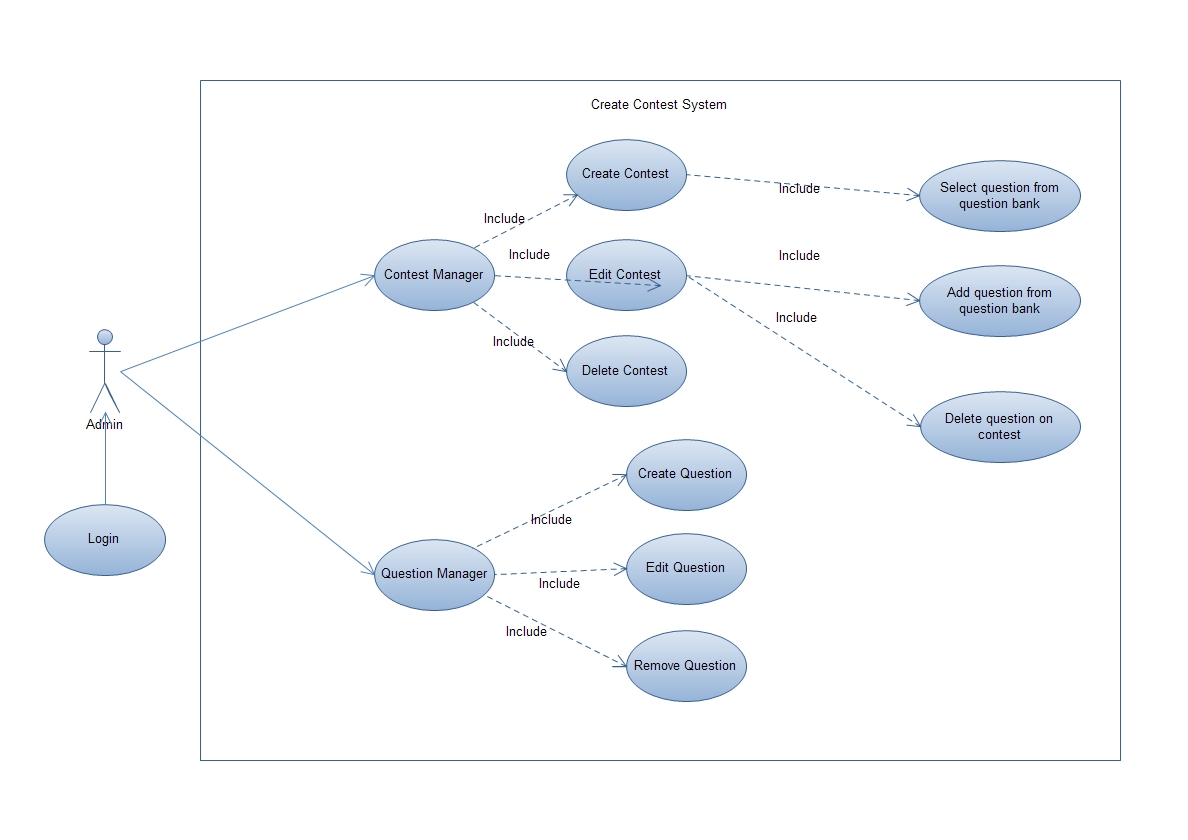 Create Contest System
Create Contest
Include
Select question from
question bank
Include
Contest Manager
Include
Edit Contest
Include
Add question from
question bank
Include
Include
Delete Contest
Delete question on
contest
Admin
Login
Create Question
Include
Question Manager
Edit Question
Include
Include
Remove Question